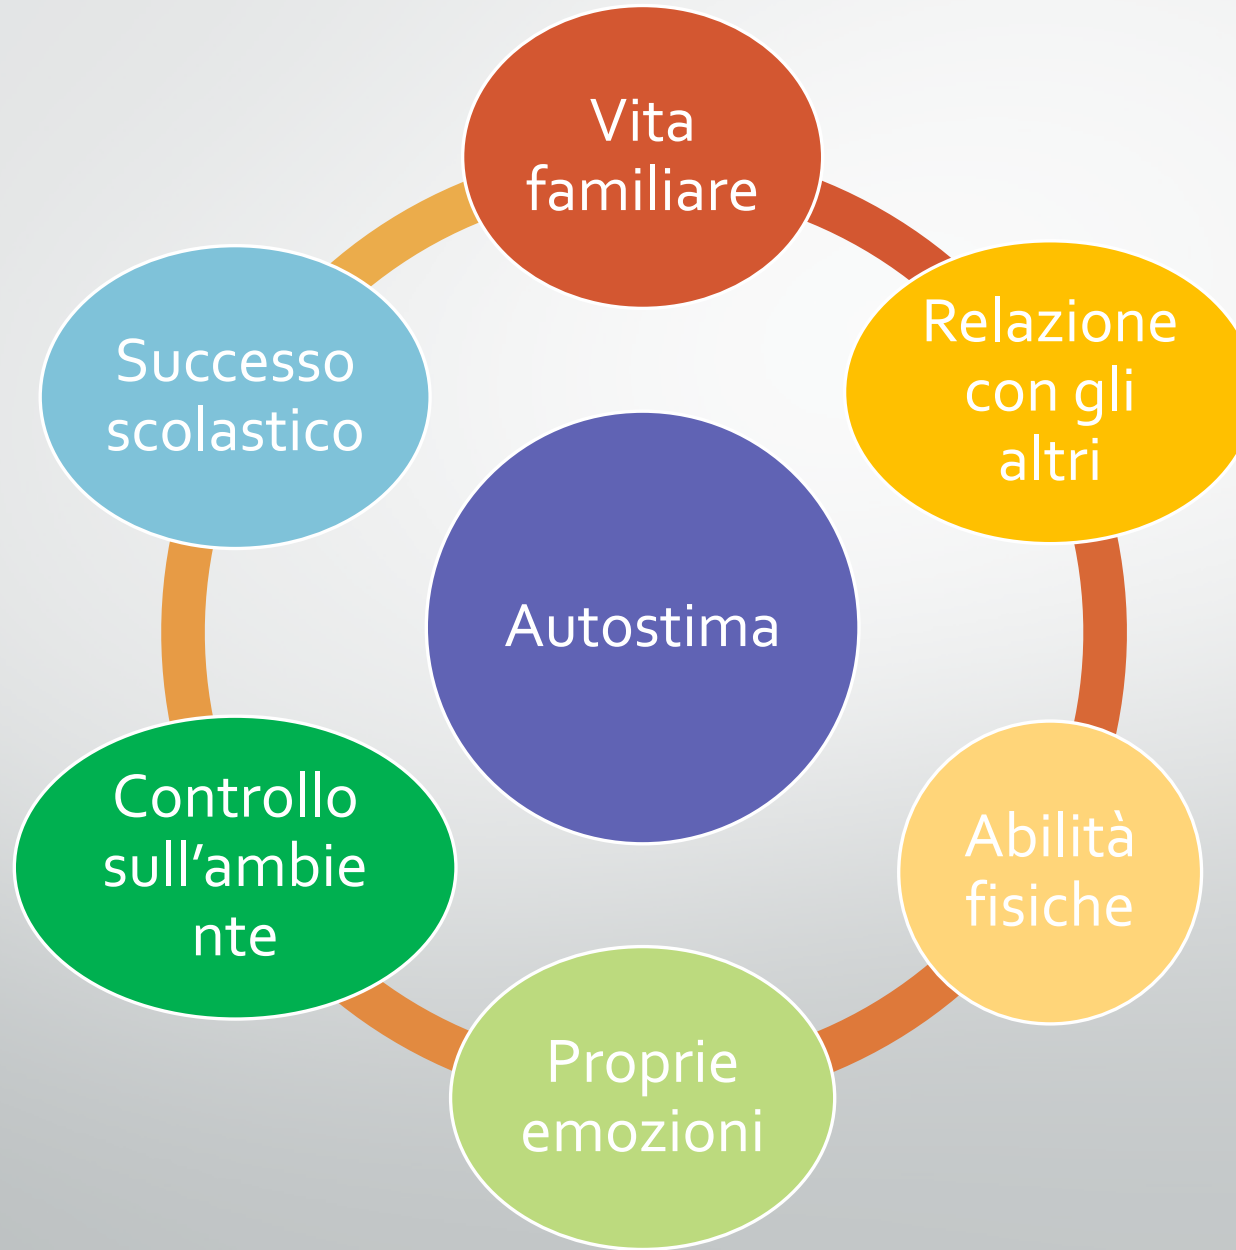 Vita
familiare
Relazione
con gli
altri
Successo
scolastico
Autostima
Controllo
sull’ambie
nte
Abilità
fisiche
Proprie
emozioni